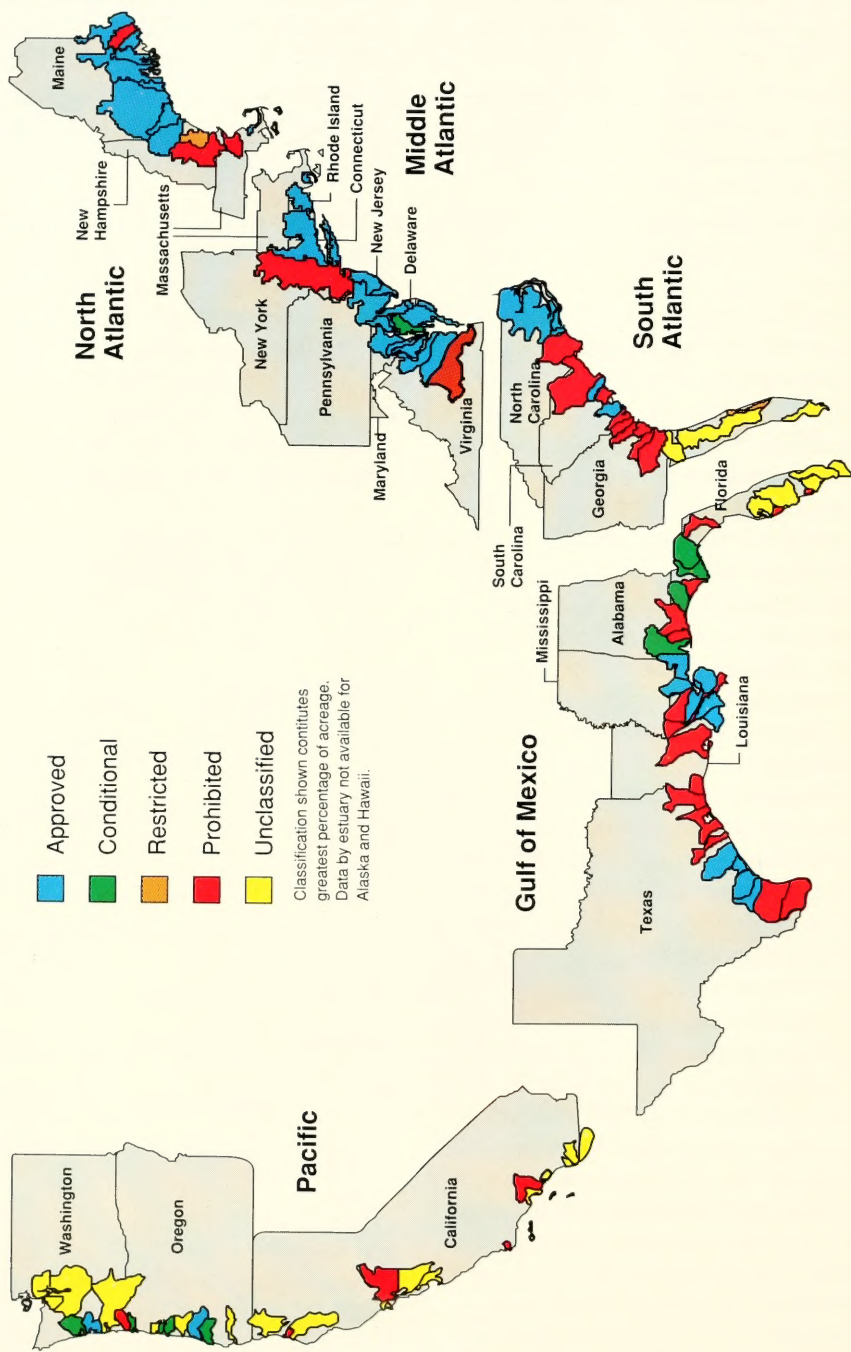 Approved
Conditional
Restricted
Prohibited
Unclassified
Classification shown contitutes
greatest percentage of acreage.
Data by estuary not available for
Alaska and Hawaii.
Pacific
Washington
Oregon
California
Gulf of Mexico
Texas
Louisiana
Mississippi
Alabama
Florida
South
Atlantic
North
Carolina
South
Carolina
Georgia
Middle
Atlantic
New York
Pennsylvania
Maryland
Virginia
Rhode Island
Connecticut
New Jersey
Delaware
North
Atlantic
Maine
New
Hampshire
Massachusetts